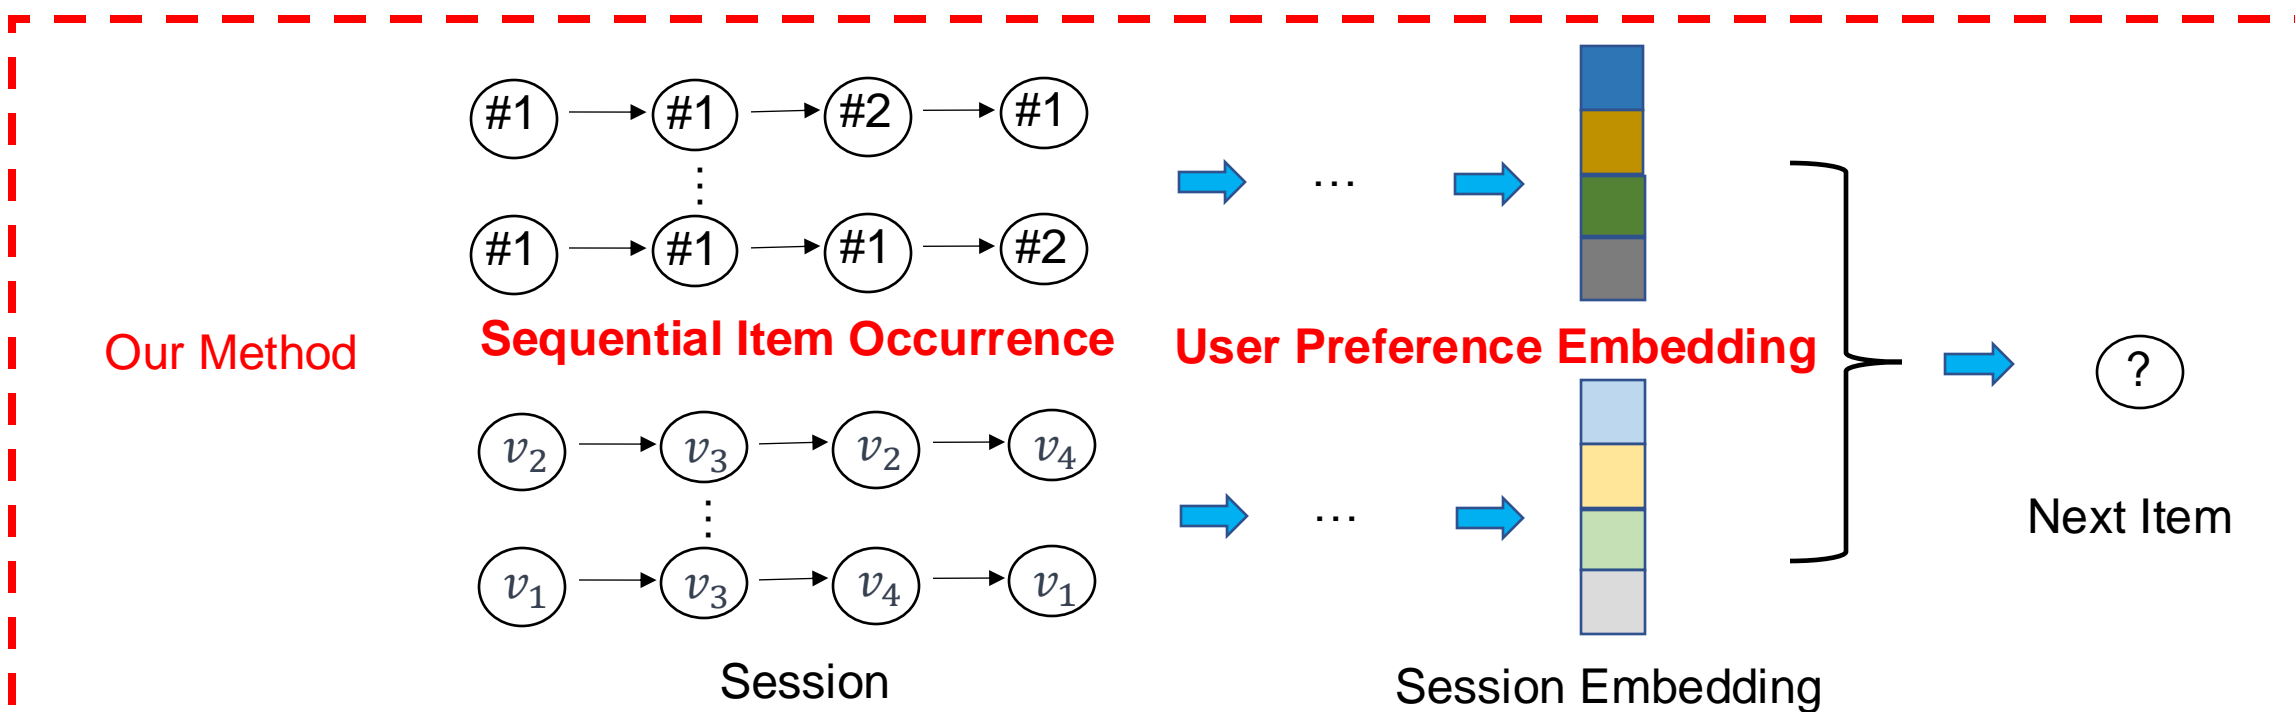 #1 #1 #2 #1
⋮
#1 #1 #1 #2
… 
Our Method
Sequential Item Occurrence
User Preference Embedding
v₂ v₃ v₂ v₄
⋮
v₁ v₃ v₄ v₁
…
?
Next Item
Session
Session Embedding